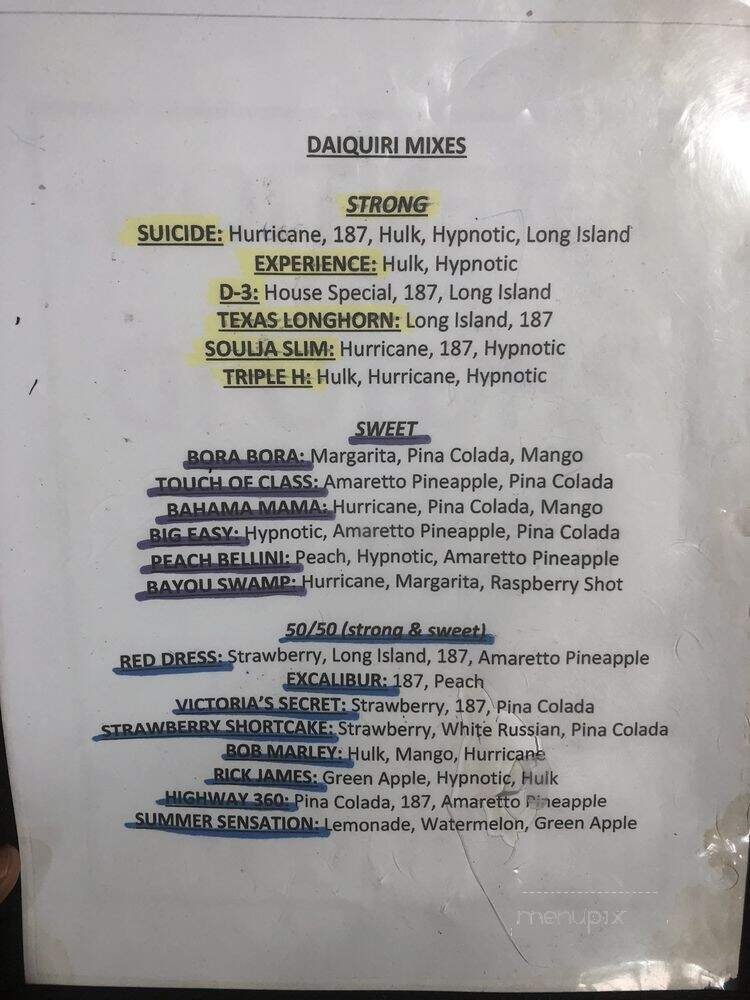 DAIQUIRI MIXES
STRONG
SUICIDE: Hurricane, 187, Hulk, Hypnotic, Long Island
EXPERIENCE: Hulk, Hypnotic
D-3: House Special, 187, Long Island
TEXAS LONGHORN: Long Island, 187
SOULJA SLIM: Hurricane, 187, Hypnotic
TRIPLE H: Hulk, Hurricane, Hypnotic
SWEET
BORA BORA: Margarita, Pina Colada, Mango
TOUCH OF CLASS: Amaretto Pineapple, Pina Colada
BAHAMA MAMA: Hurricane, Pina Colada, Mango
BIG EASY: Hypnotic, Amaretto Pineapple, Pina Colada
PEACH BELLINI: Peach, Hypnotic, Amaretto Pineapple
BAYOU SWAMP: Hurricane, Margarita, Raspberry Shot
50/50 (strong & sweet)
RED DRESS: Strawberry, Long Island, 187, Amaretto Pineapple
EXCALIBUR: 187, Peach
VICTORIA'S SECRET: Strawberry, 187, Pina Colada
STRAWBERRY SHORTCAKE: Strawberry, White Russian, Pina Colada
BOB MARLEY: Hulk, Mango, Hurricane
RICK JAMES: Green Apple, Hypnotic, Hulk
HIGHWAY 360: Pina Colada, 187, Amaretto Pineapple
SUMMER SENSATION: Lemonade, Watermelon, Green Apple
menupix